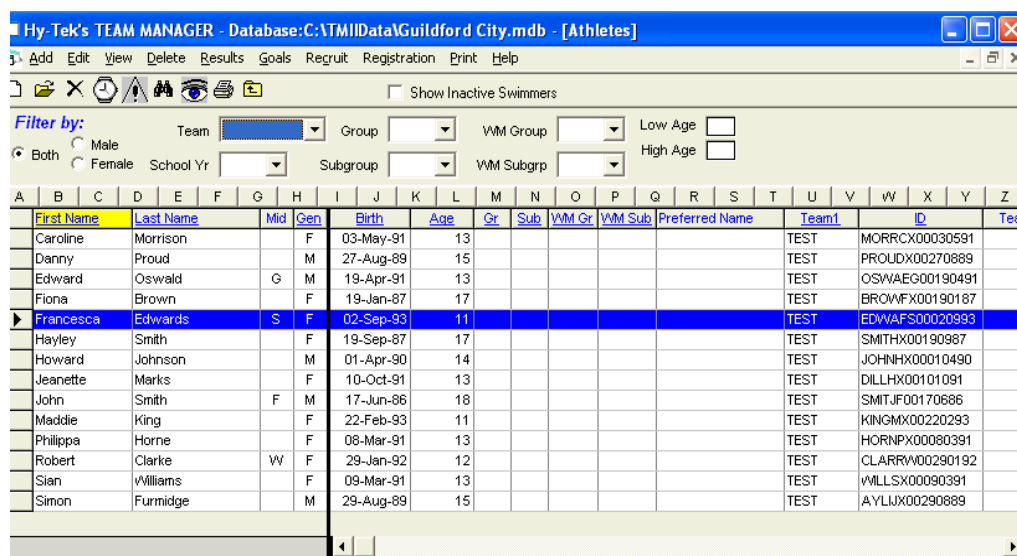 Hy-Tek's TEAM MANAGER - Database:C:\TMIIData\Guildford City.mdb - [Athletes]
Add Edit View Delete Results Goals Recruit Registration Print Help
Show Inactive Swimmers
Filter by: Team Group WM Group Low Age
Both Male
Female School Yr Subgroup WM Subgrp High Age
A B C D E F G H I J K L M N O P Q R S T U V W X Y Z
First Name Last Name Mid Gen Birth Age Gr Sub WM Gr WM Sub Preferred Name Team1 ID Tea
Caroline Morrison F 03-May-91 13 TEST MORRCX00030591
Danny Proud M 27-Aug-89 15 TEST PROUDX00270889
Edward Oswald G M 19-Apr-91 13 TEST OSWAEG00190491
Fiona Brown F 19-Jan-87 17 TEST BROWFX00190187
Francesca Edwards S F 02-Sep-93 11 TEST EDWAFS00020993
Hayley Smith F 19-Sep-87 17 TEST SMITHX00190987
Howard Johnson M 01-Apr-90 14 TEST JOHNHX00010490
Jeanette Marks F 10-Oct-91 13 TEST DILLHX00101091
John Smith F M 17-Jun-86 18 TEST SMITJF00170686
Maddie King F 22-Feb-93 11 TEST KINGMX00220293
Philippa Horne F 08-Mar-91 13 TEST HORNPX00080391
Robert Clarke W F 29-Jan-92 12 TEST CLARRW00290192
Sian Williams F 09-Mar-91 13 TEST WILLSX00090391
Simon Furmidge M 29-Aug-89 15 TEST AYLIJX00290889